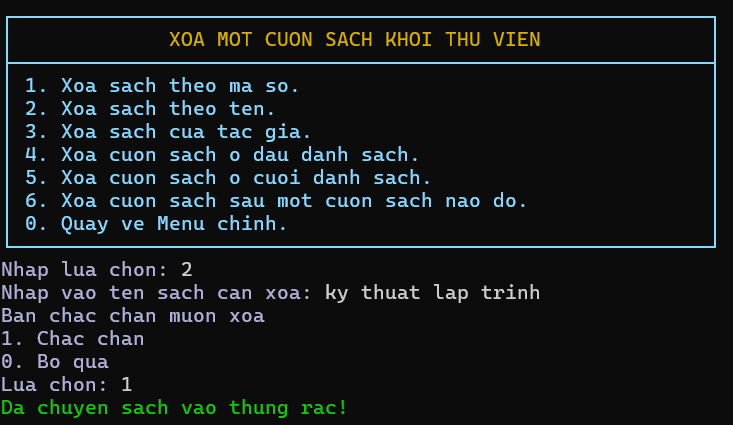 XOA MOT CUON SACH KHOI THU VIEN
1. Xoa sach theo ma so.
2. Xoa sach theo ten.
3. Xoa sach cua tac gia.
4. Xoa cuon sach o dau danh sach.
5. Xoa cuon sach o cuoi danh sach.
6. Xoa cuon sach sau mot cuon sach nao do.
0. Quay ve Menu chinh.
Nhap lua chon: 2
Nhap vao ten sach can xoa: ky thuat lap trinh
Ban chac chan muon xoa
1. Chac chan
0. Bo qua
Lua chon: 1
Da chuyen sach vao thung rac!